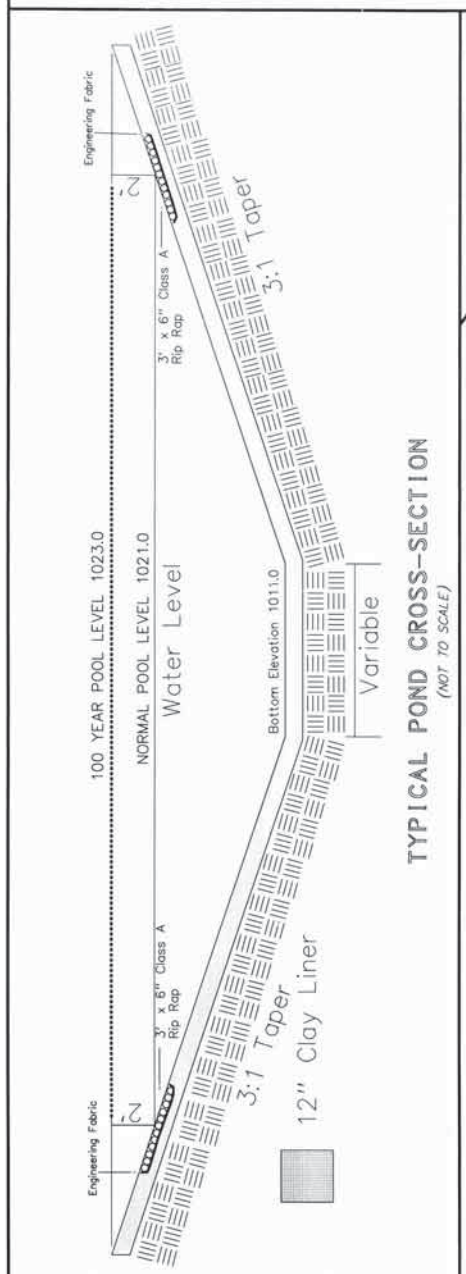 Engineering Fabric
Engineering Fabric
2'
2'
100 YEAR POOL LEVEL 1023.0
NORMAL POOL LEVEL 1021.0
Water Level
3' x 6" Class A
Rip Rap
3' x 6" Class A
Rip Rap
Bottom Elevation 1011.0
3:1 Taper
3:1 Taper
Variable
12" Clay Liner
TYPICAL POND CROSS-SECTION
(NOT TO SCALE)